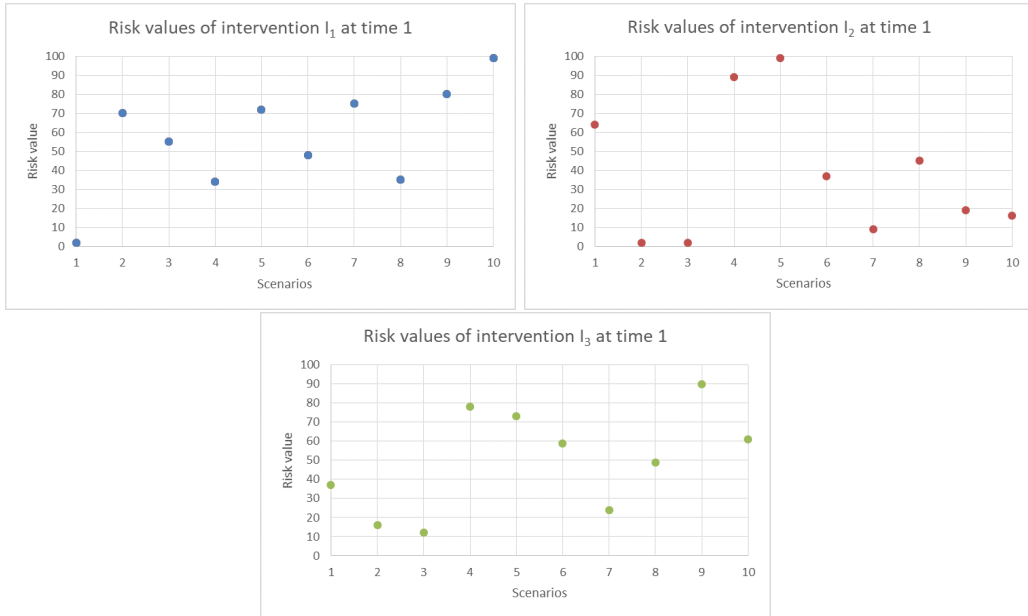 Risk values of intervention I₁ at time 1
100
90
80
70
60
50
40
30
20
10
0
Risk value
1 2 3 4 5 6 7 8 9 10
Scenarios
Risk values of intervention I₂ at time 1
100
90
80
70
60
50
40
30
20
10
0
Risk value
1 2 3 4 5 6 7 8 9 10
Scenarios
Risk values of intervention I₃ at time 1
100
90
80
70
60
50
40
30
20
10
0
Risk value
1 2 3 4 5 6 7 8 9 10
Scenarios